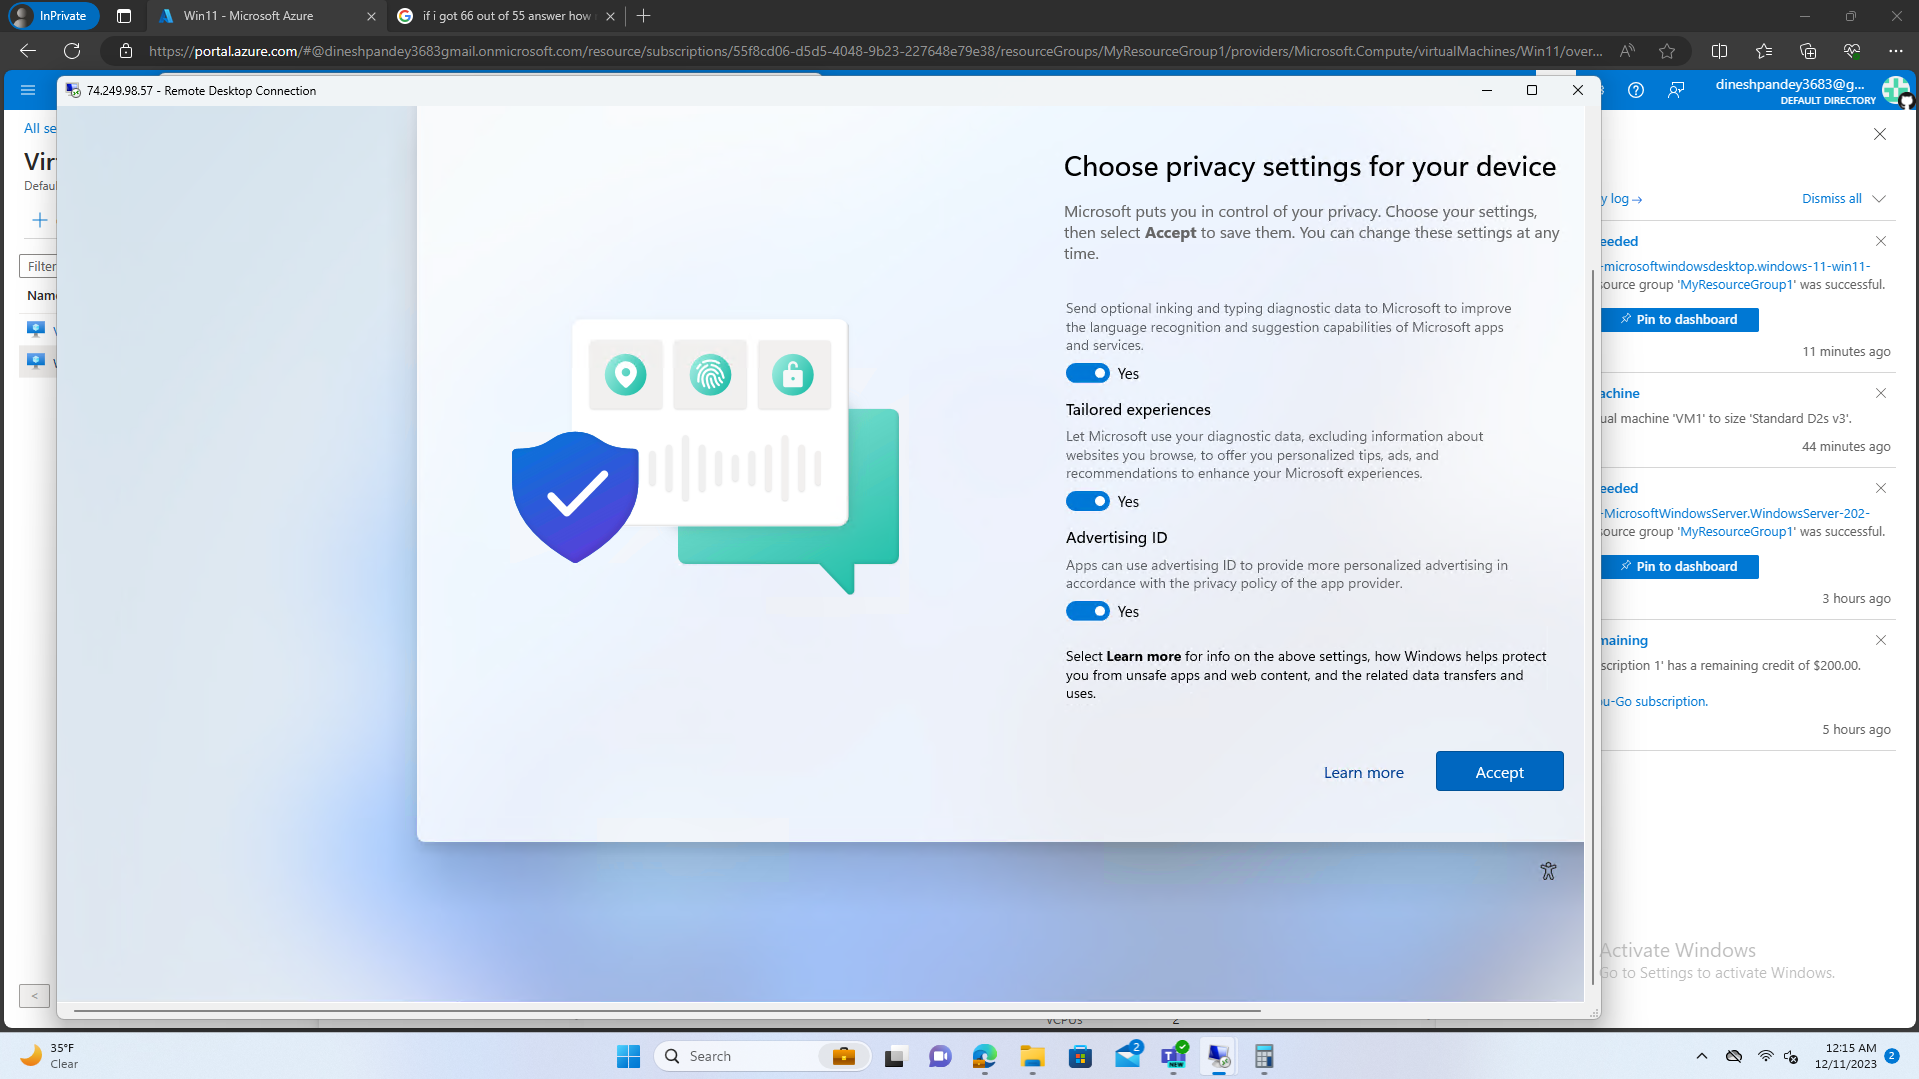 InPrivate
Win11 - Microsoft Azure
if i got 66 out of 55 answer how
https://portal.azure.com/#@dineshpandey3683gmail.onmicrosoft.com/resource/subscriptions/55f8cd06-d5d5-4048-9b23-227648e79e38/resourceGroups/MyResourceGroup1/providers/Microsoft.Compute/virtualMachines/Win11/over...
74.249.98.57 - Remote Desktop Connection
dineshpandey3683@g...
DEFAULT DIRECTORY
All se
Virt
Defau
Filter
Name
Choose privacy settings for your device
Microsoft puts you in control of your privacy. Choose your settings,
then select Accept to save them. You can change these settings at any
time.
Send optional inking and typing diagnostic data to Microsoft to improve
the language recognition and suggestion capabilities of Microsoft apps
and services.
Yes
Tailored experiences
Let Microsoft use your diagnostic data, excluding information about
websites you browse, to offer you personalized tips, ads, and
recommendations to enhance your Microsoft experiences.
Yes
Advertising ID
Apps can use advertising ID to provide more personalized advertising in
accordance with the privacy policy of the app provider.
Yes
Select Learn more for info on the above settings, how Windows helps protect
you from unsafe apps and web content, and the related data transfers and
uses.
Learn more
Accept
y log→
Dismiss all
eeded
-microsoftwindowsdesktop.windows-11-win11-
source group 'MyResourceGroup1' was successful.
Pin to dashboard
11 minutes ago
achine
ual machine 'VM1' to size 'Standard D2s v3'.
44 minutes ago
eeded
-MicrosoftWindowsServer.WindowsServer-202-
source group 'MyResourceGroup1' was successful.
Pin to dashboard
3 hours ago
maining
scription 1' has a remaining credit of $200.00.
ou-Go subscription.
5 hours ago
Activate Windows
Go to Settings to activate Windows.
<
vCPUs
2
35°F
Clear
Search
2
NEW
12:15 AM
12/11/2023
2